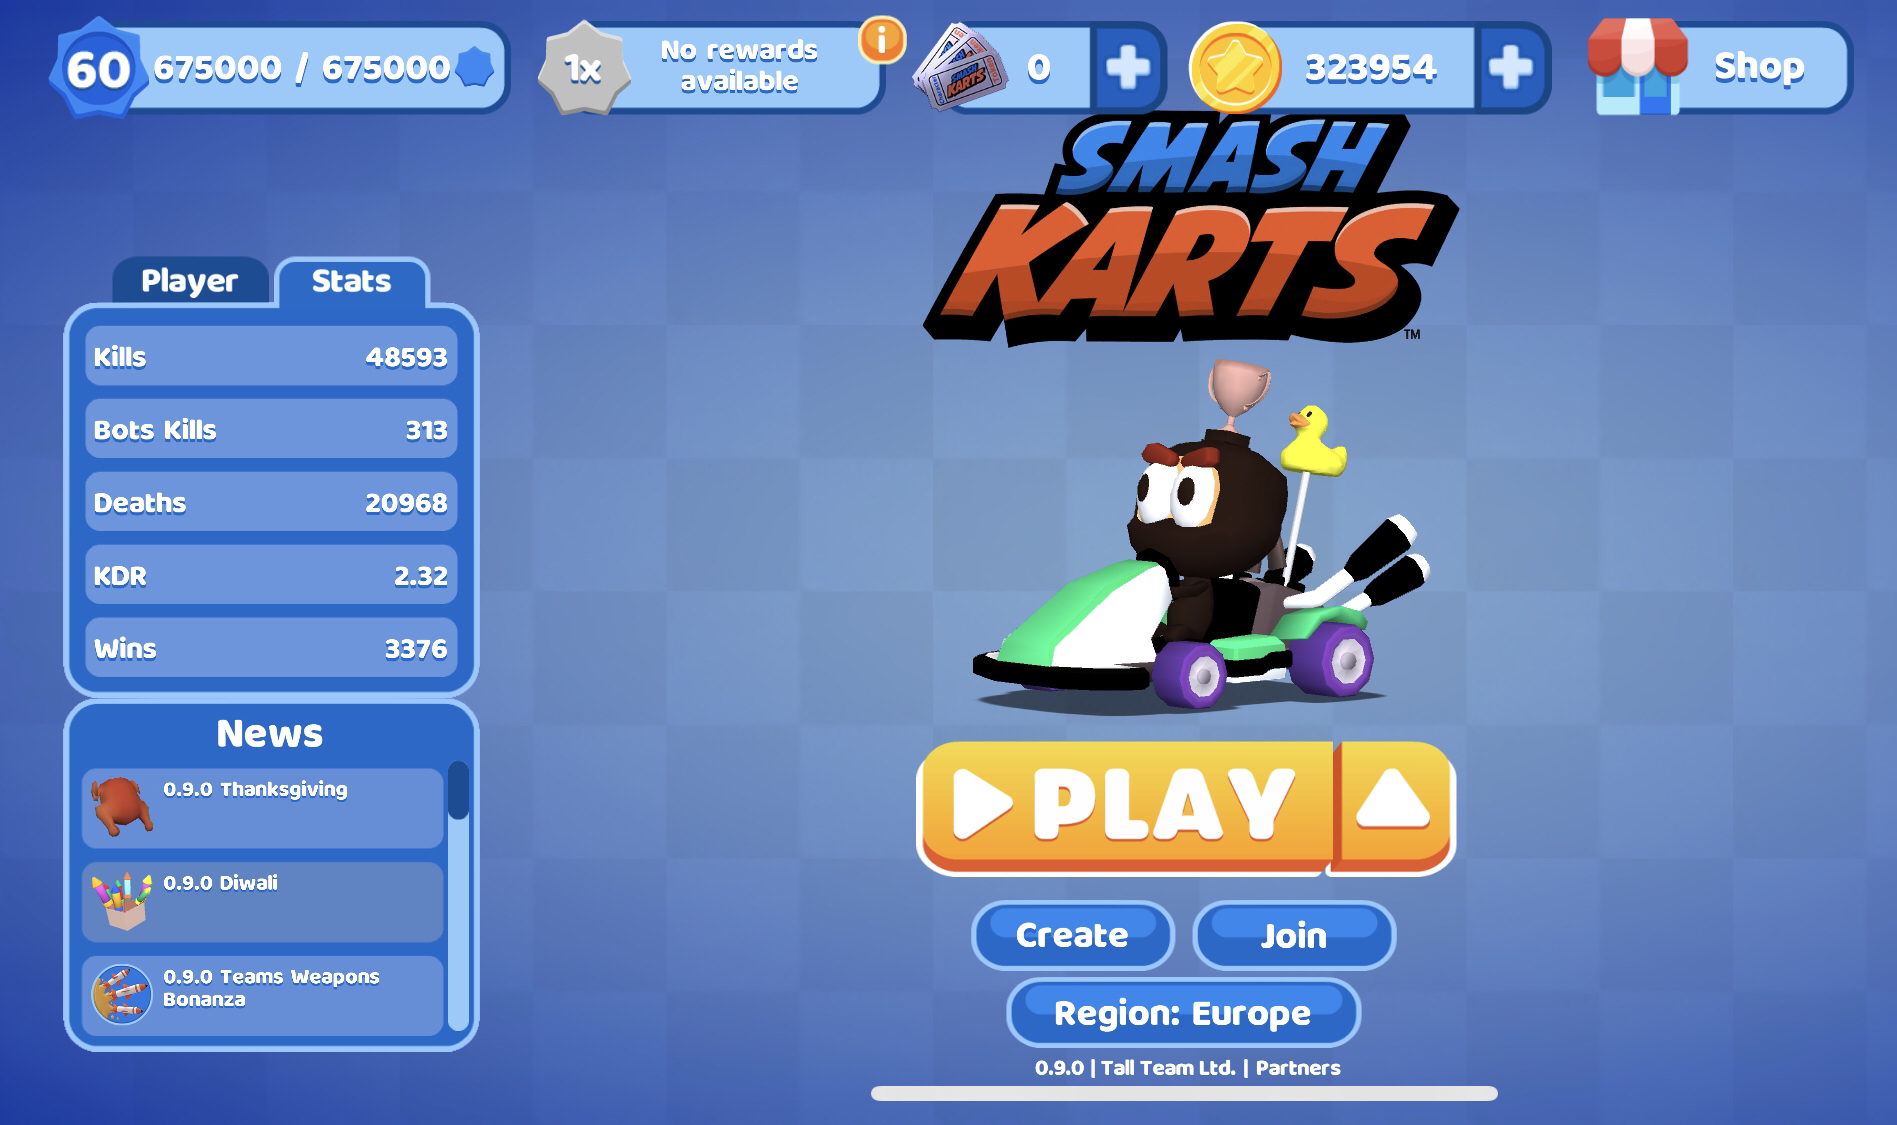 60
675000 / 675000
1x
No rewards
available
i
SMASH KARTS
0
323954
Shop
SMASH
KARTS
TM
Player
Stats
Kills 48593
Bots Kills 313
Deaths 20968
KDR 2.32
Wins 3376
News
0.9.0 Thanksgiving
0.9.0 Diwali
0.9.0 Teams Weapons
Bonanza
PLAY
Create
Join
Region: Europe
0.9.0 | Tall Team Ltd. | Partners